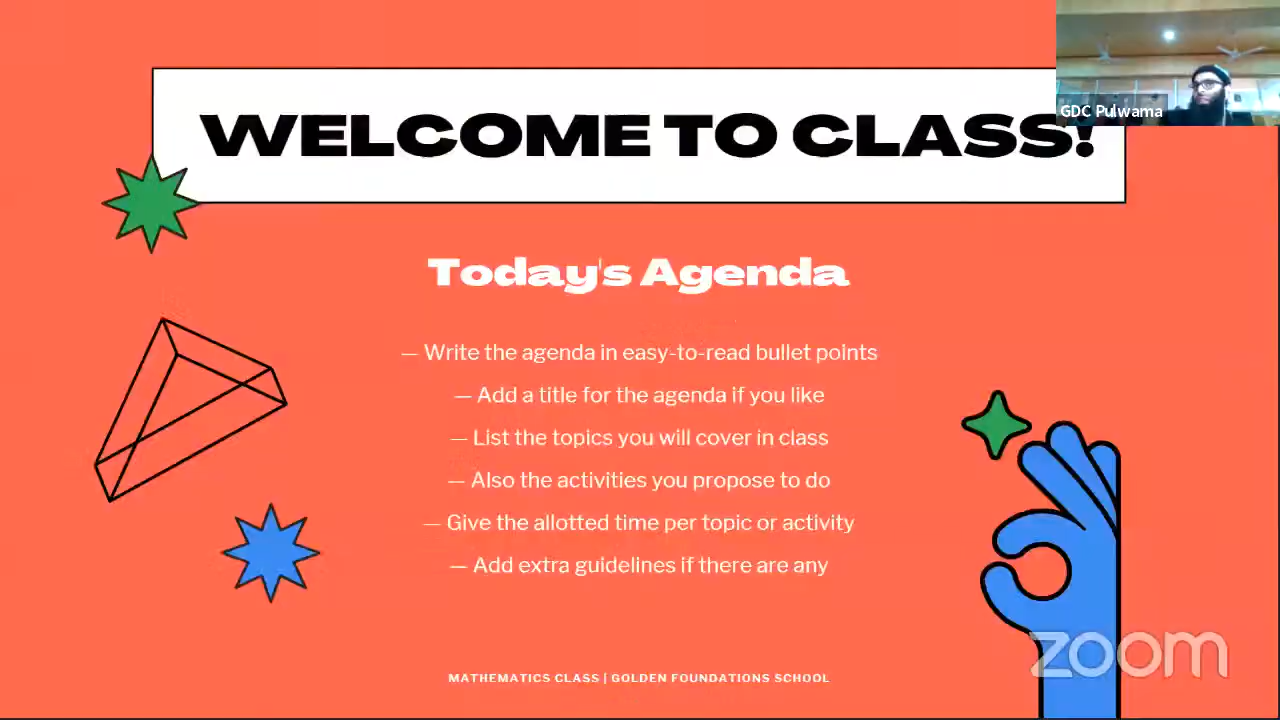 WELCOME TO CLASS!
GDC Pulwama
Today's Agenda
— Write the agenda in easy-to-read bullet points
— Add a title for the agenda if you like
— List the topics you will cover in class
— Also the activities you propose to do
— Give the allotted time per topic or activity
— Add extra guidelines if there are any
zoom
MATHEMATICS CLASS | GOLDEN FOUNDATIONS SCHOOL